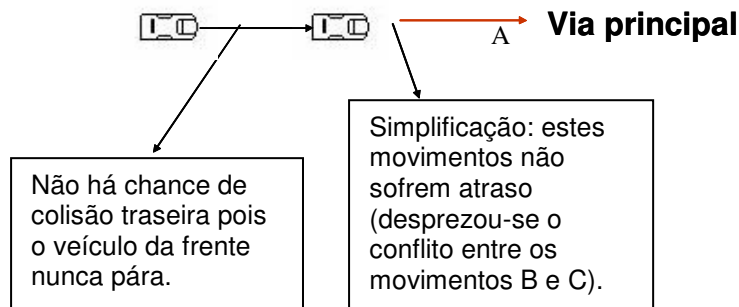 A Via principal
Simplificação: estes
movimentos não
sofrem atraso
(desprezou-se o
conflito entre os
movimentos B e C).
Não há chance de
colisão traseira pois
o veículo da frente
nunca pára.